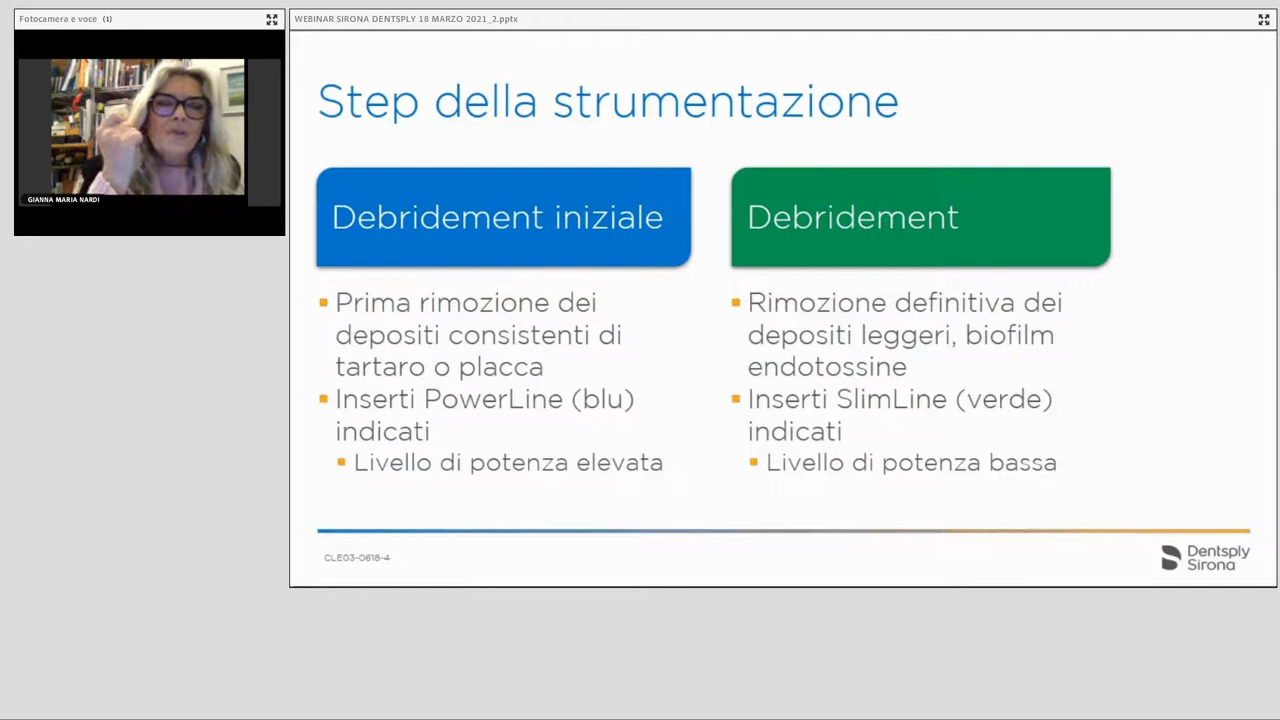 Fotocamera e voce (1)
GIANNA MARIA NARDI
WEBINAR SIRONA DENTSPLY 18 MARZO 2021_2.pptx
Step della strumentazione
Debridement iniziale
Prima rimozione dei
depositi consistenti di
tartaro o placca
Inserti PowerLine (blu)
indicati
Livello di potenza elevata
Debridement
Rimozione definitiva dei
depositi leggeri, biofilm
endotossine
Inserti SlimLine (verde)
indicati
Livello di potenza bassa
CLE03-0618-4
Dentsply
Sirona